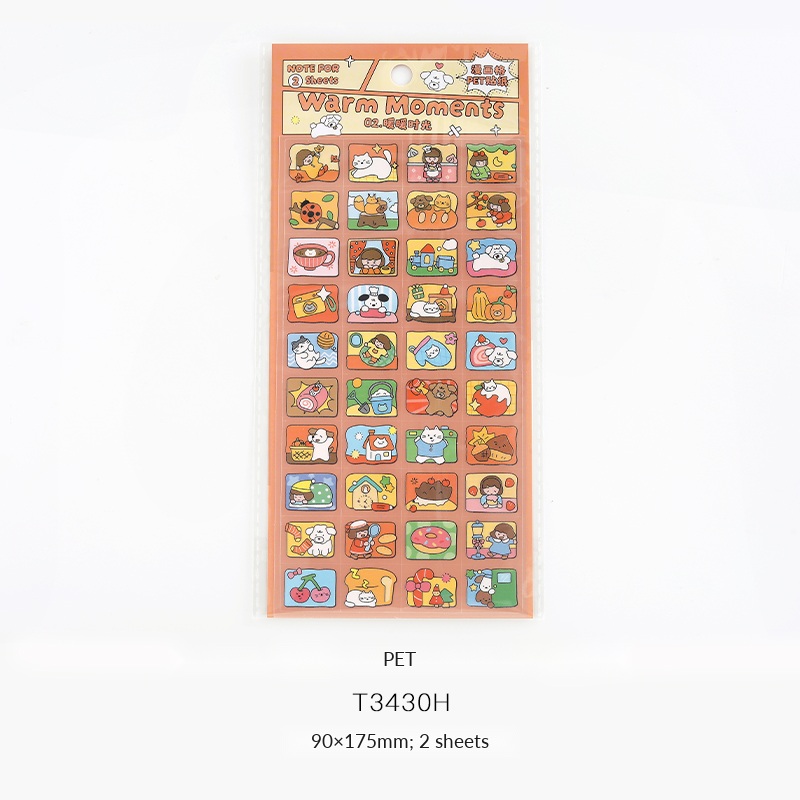 NOTE FOR
2 Sheets
漫画格
PET贴纸
Warm Moments
02.暖暖时光
PET
T3430H
90×175mm; 2 sheets